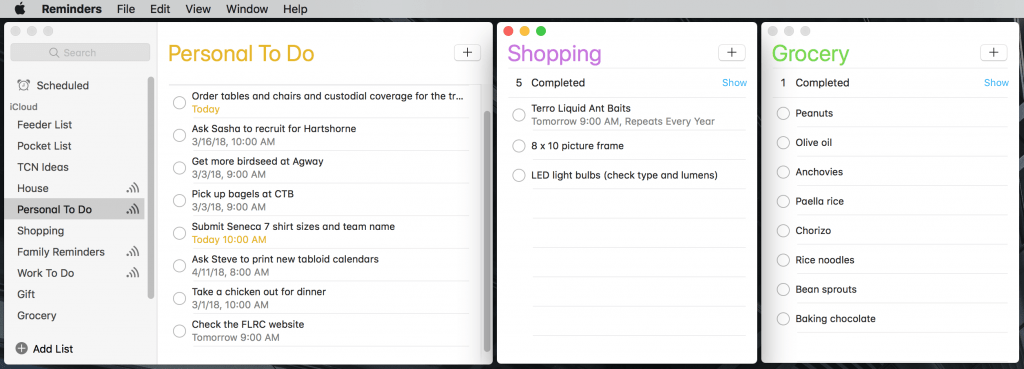 Reminders File Edit View Window Help
Search
Scheduled
iCloud
Feeder List
Pocket List
TCN Ideas
House
Personal To Do
Shopping
Family Reminders
Work To Do
Gift
Grocery
Add List
Personal To Do
+
Order tables and chairs and custodial coverage for the tr...
Today
Ask Sasha to recruit for Hartshorne
3/16/18, 10:00 AM
Get more birdseed at Agway
3/3/18, 9:00 AM
Pick up bagels at CTB
3/3/18, 9:00 AM
Submit Seneca 7 shirt sizes and team name
Today 10:00 AM
Ask Steve to print new tabloid calendars
4/11/18, 8:00 AM
Take a chicken out for dinner
3/1/18, 10:00 AM
Check the FLRC website
Tomorrow 9:00 AM
Shopping
+
5 Completed Show
Terro Liquid Ant Baits
Tomorrow 9:00 AM, Repeats Every Year
8 x 10 picture frame
LED light bulbs (check type and lumens)
Grocery
+
1 Completed Show
Peanuts
Olive oil
Anchovies
Paella rice
Chorizo
Rice noodles
Bean sprouts
Baking chocolate